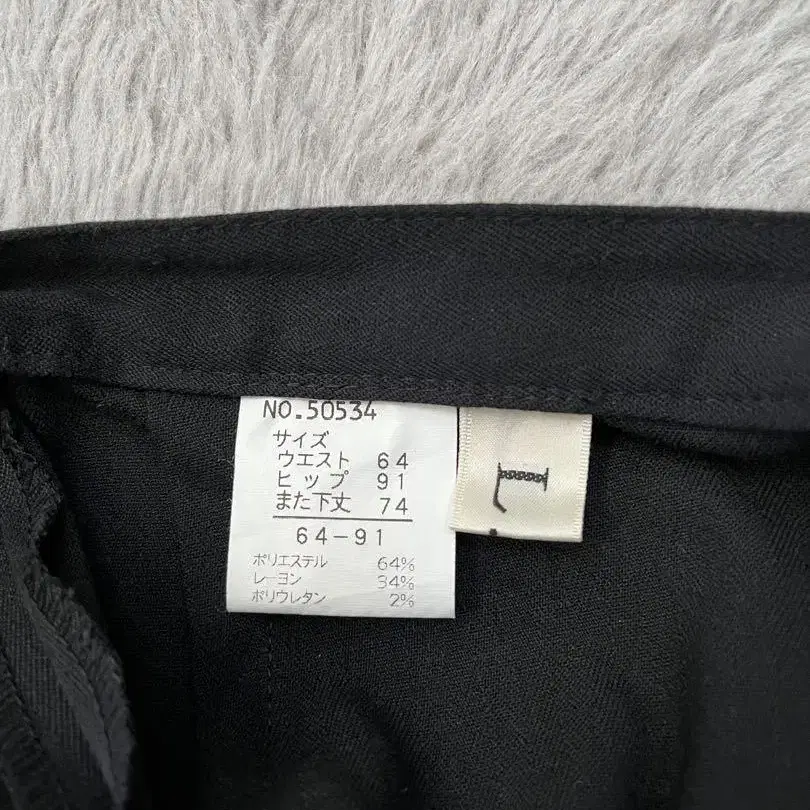 NO.50534
サイズ
ウエスト 64
ヒップ 91
また下丈 74
64-91
ポリエステル 64%
レーヨン 34%
ポリウレタン 2%